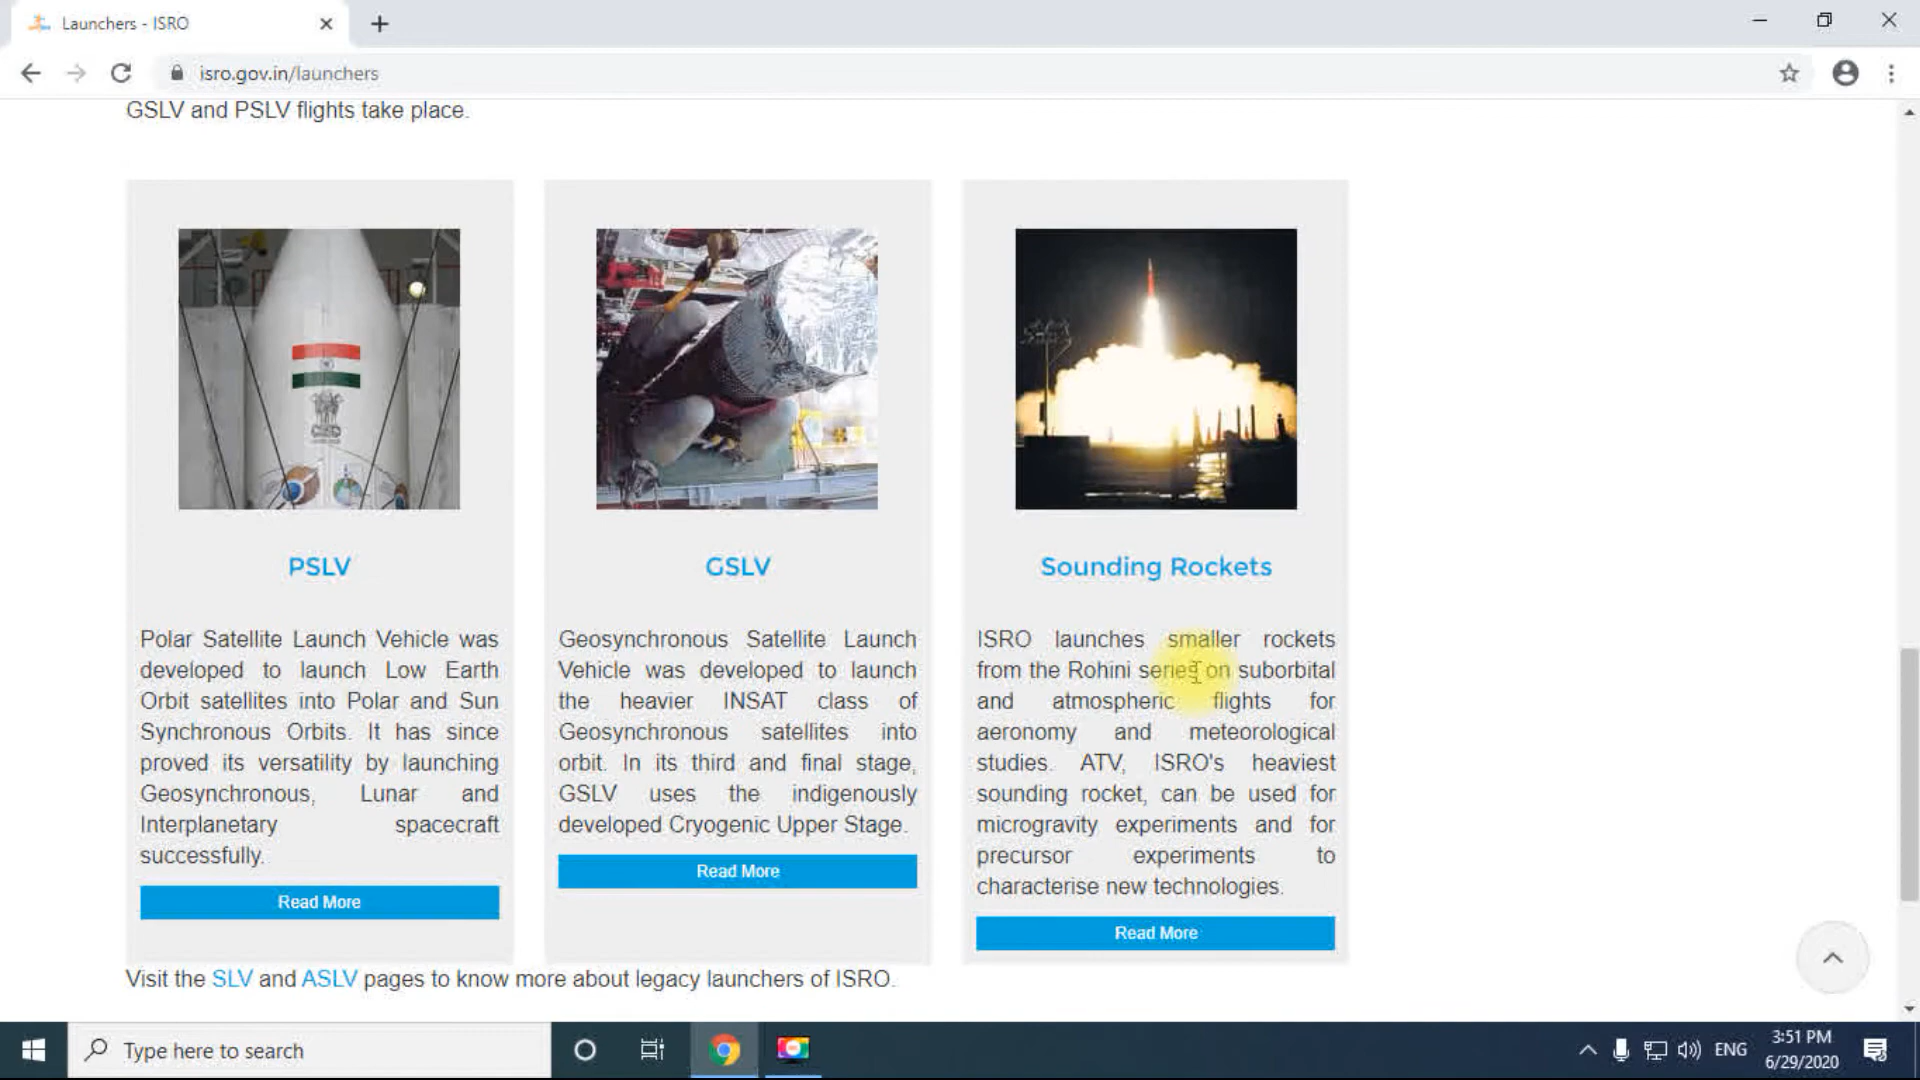 Launchers - ISRO
isro.gov.in/launchers
GSLV and PSLV flights take place.
PSLV
Polar Satellite Launch Vehicle was
developed to launch Low Earth
Orbit satellites into Polar and Sun
Synchronous Orbits. It has since
proved its versatility by launching
Geosynchronous, Lunar and
Interplanetary spacecraft
successfully.
Read More
GSLV
Geosynchronous Satellite Launch
Vehicle was developed to launch
the heavier INSAT class of
Geosynchronous satellites into
orbit. In its third and final stage,
GSLV uses the indigenously
developed Cryogenic Upper Stage.
Read More
Sounding Rockets
ISRO launches smaller rockets
from the Rohini series on suborbital
and atmospheric flights for
aeronomy and meteorological
studies. ATV, ISRO's heaviest
sounding rocket, can be used for
microgravity experiments and for
precursor experiments to
characterise new technologies.
Read More
Visit the SLV and ASLV pages to know more about legacy launchers of ISRO.
Type here to search
ENG
3:51 PM
6/29/2020